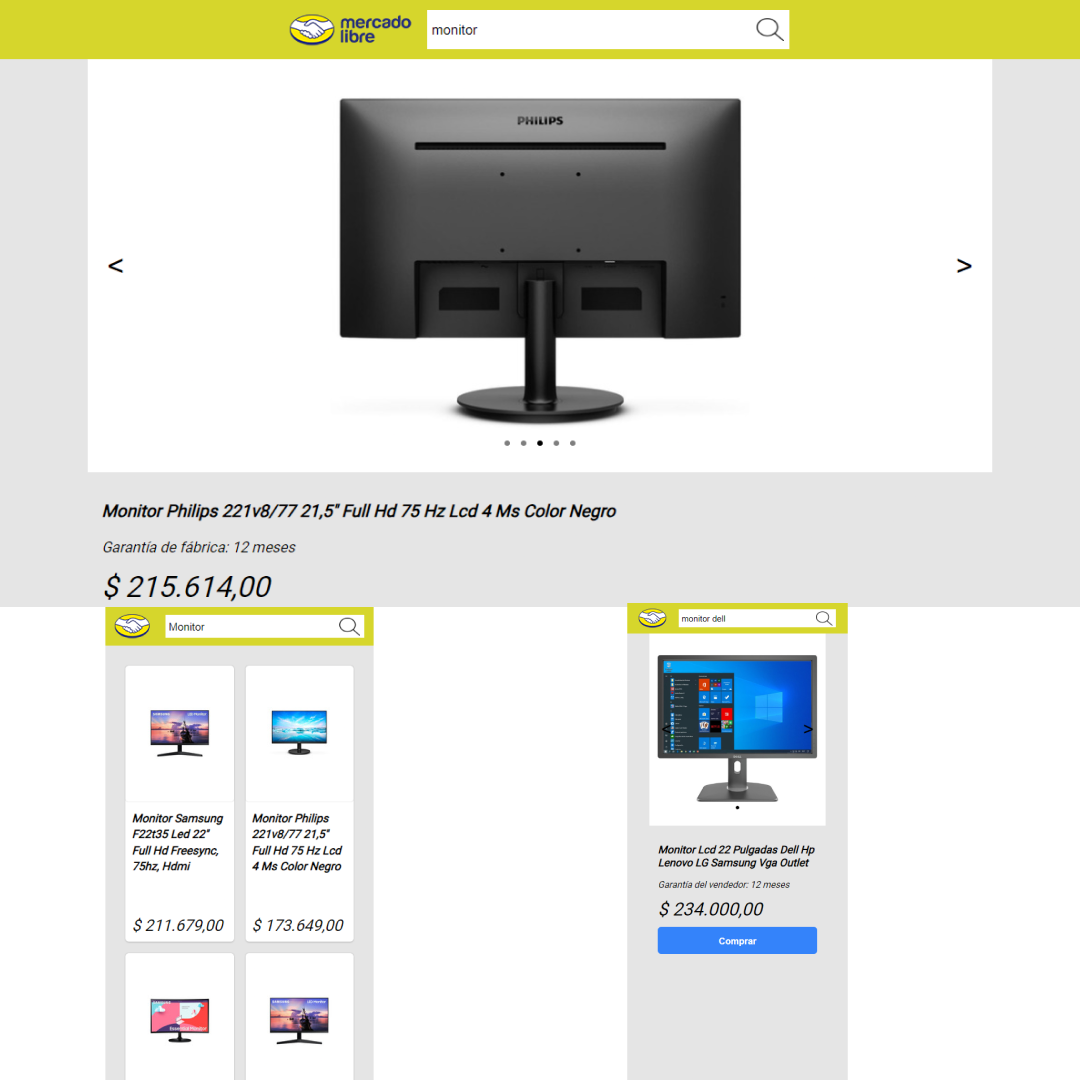 mercado
libre
monitor
PHILIPS
<
>
Monitor Philips 221v8/77 21,5" Full Hd 75 Hz Lcd 4 Ms Color Negro
Garantía de fábrica: 12 meses
$ 215.614,00
Monitor
Monitor Samsung
F22t35 Led 22"
Full Hd Freesync,
75hz, Hdmi
$ 211.679,00
Monitor Philips
221v8/77 21,5"
Full Hd 75 Hz Lcd
4 Ms Color Negro
$ 173.649,00
monitor dell
<
>
Monitor Lcd 22 Pulgadas Dell Hp
Lenovo LG Samsung Vga Outlet
Garantía del vendedor: 12 meses
$ 234.000,00
Comprar